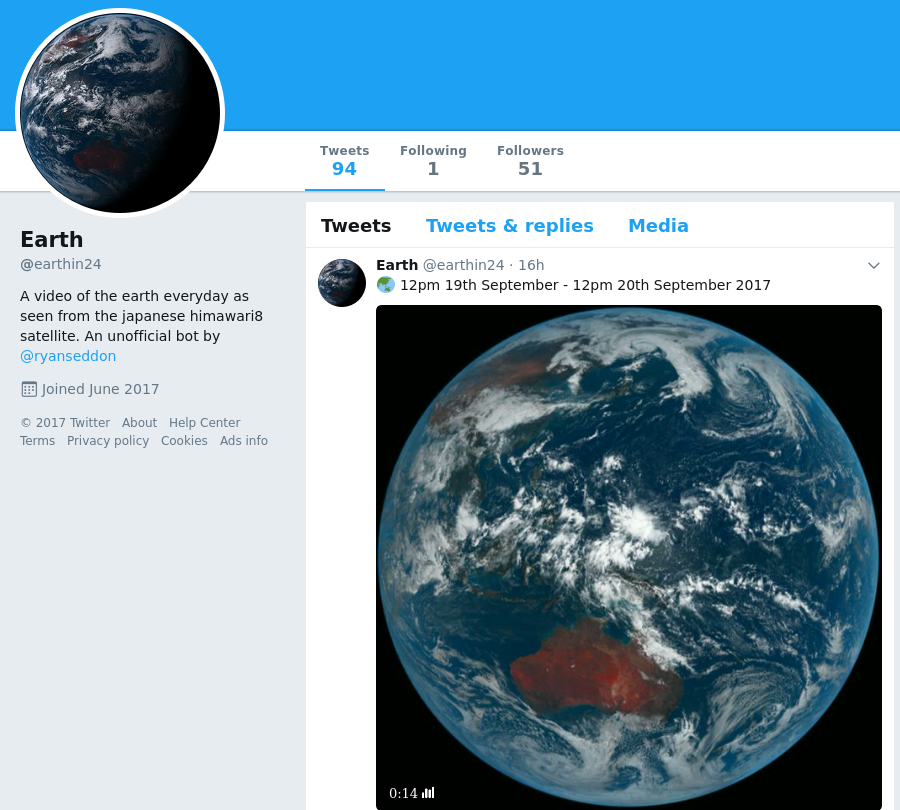 Tweets Following Followers
94 1 51
Tweets Tweets & replies Media
Earth
@earthin24
A video of the earth everyday as
seen from the japanese himawari8
satellite. An unofficial bot by
@ryanseddon
Joined June 2017
© 2017 Twitter About Help Center
Terms Privacy policy Cookies Ads info
Earth @earthin24 · 16h
🌏 12pm 19th September - 12pm 20th September 2017
0:14